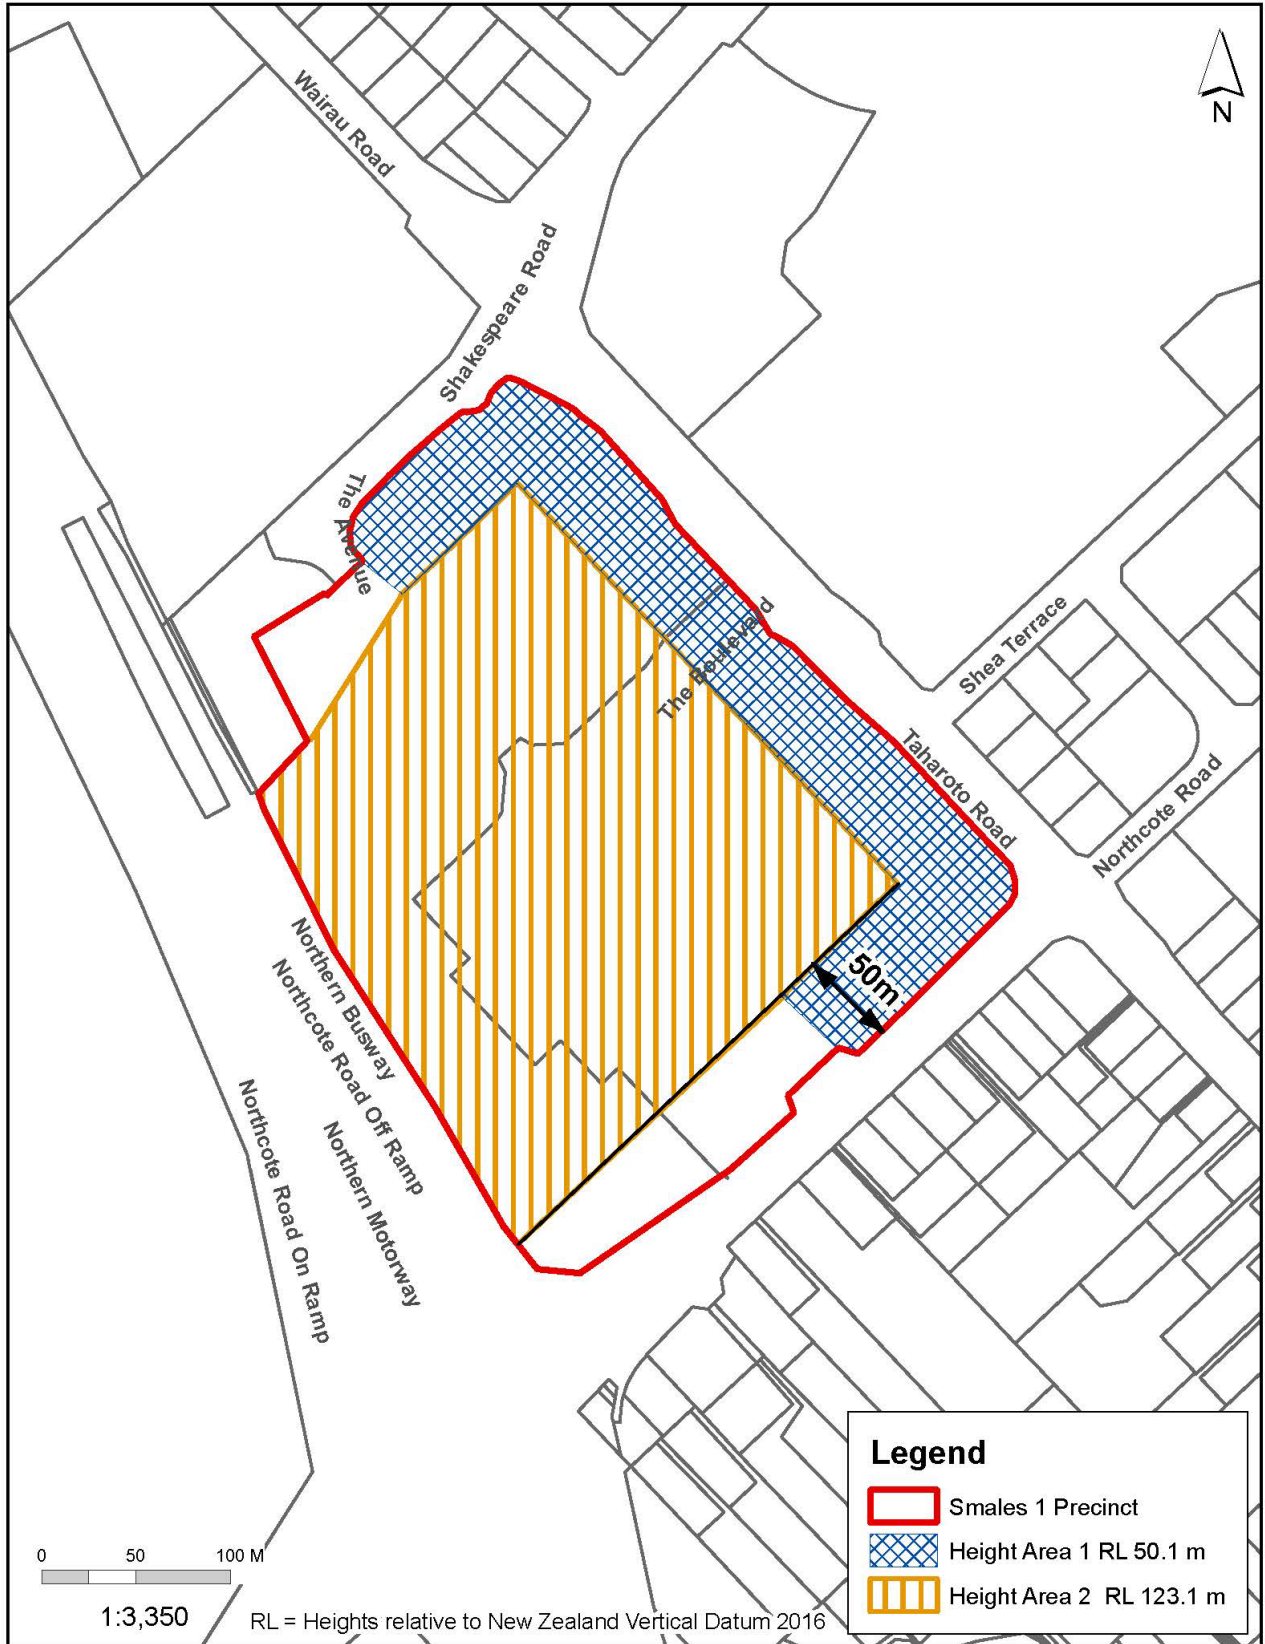 N
Wairau Road
Shakespeare Road
The Avenue
The Boulevard
Shea Terrace
Taharoto Road
Northcote Road
50m
Northern Busway
Northcote Road Off Ramp
Northern Motorway
Northcote Road On Ramp
Legend
Smales 1 Precinct
Height Area 1 RL 50.1 m
Height Area 2 RL 123.1 m
0 50 100 M
1:3,350
RL = Heights relative to New Zealand Vertical Datum 2016